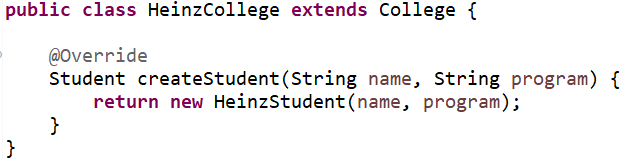 public class HeinzCollege extends College {
@Override
Student createStudent(String name, String program) {
return new HeinzStudent(name, program);
}
}